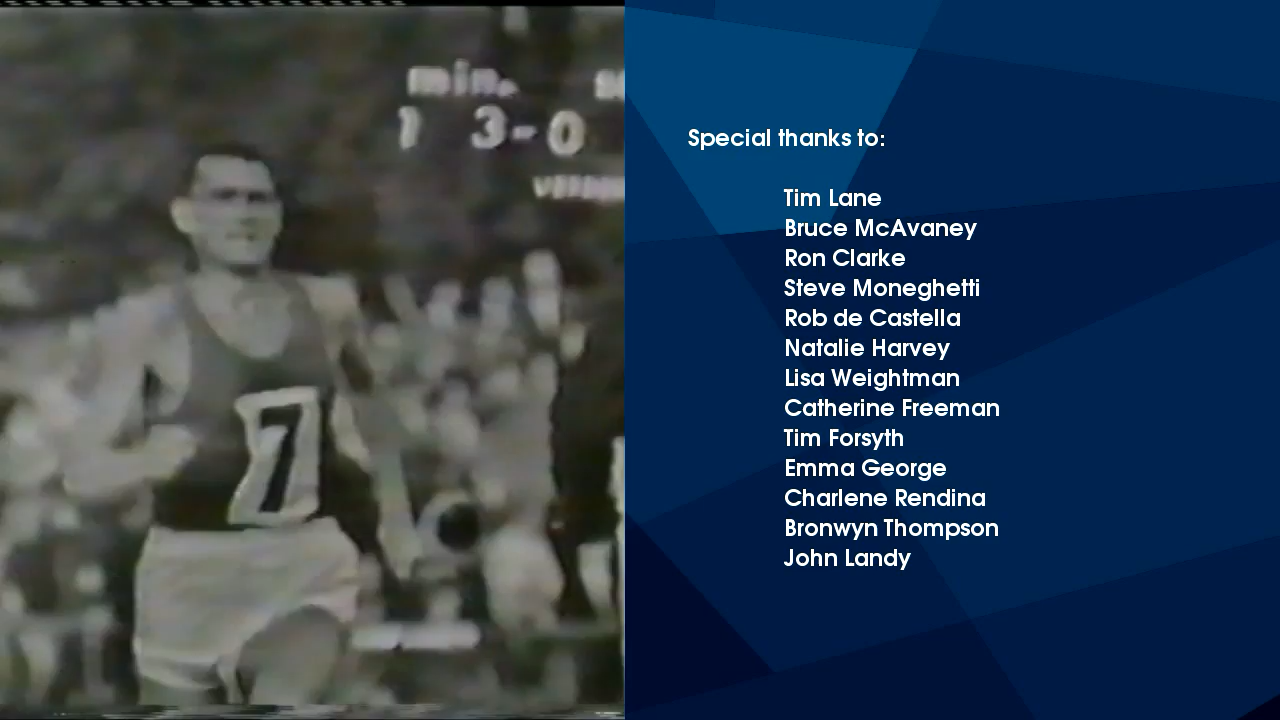 min.
1 3-0
7
Special thanks to:
Tim Lane
Bruce McAvaney
Ron Clarke
Steve Moneghetti
Rob de Castella
Natalie Harvey
Lisa Weightman
Catherine Freeman
Tim Forsyth
Emma George
Charlene Rendina
Bronwyn Thompson
John Landy